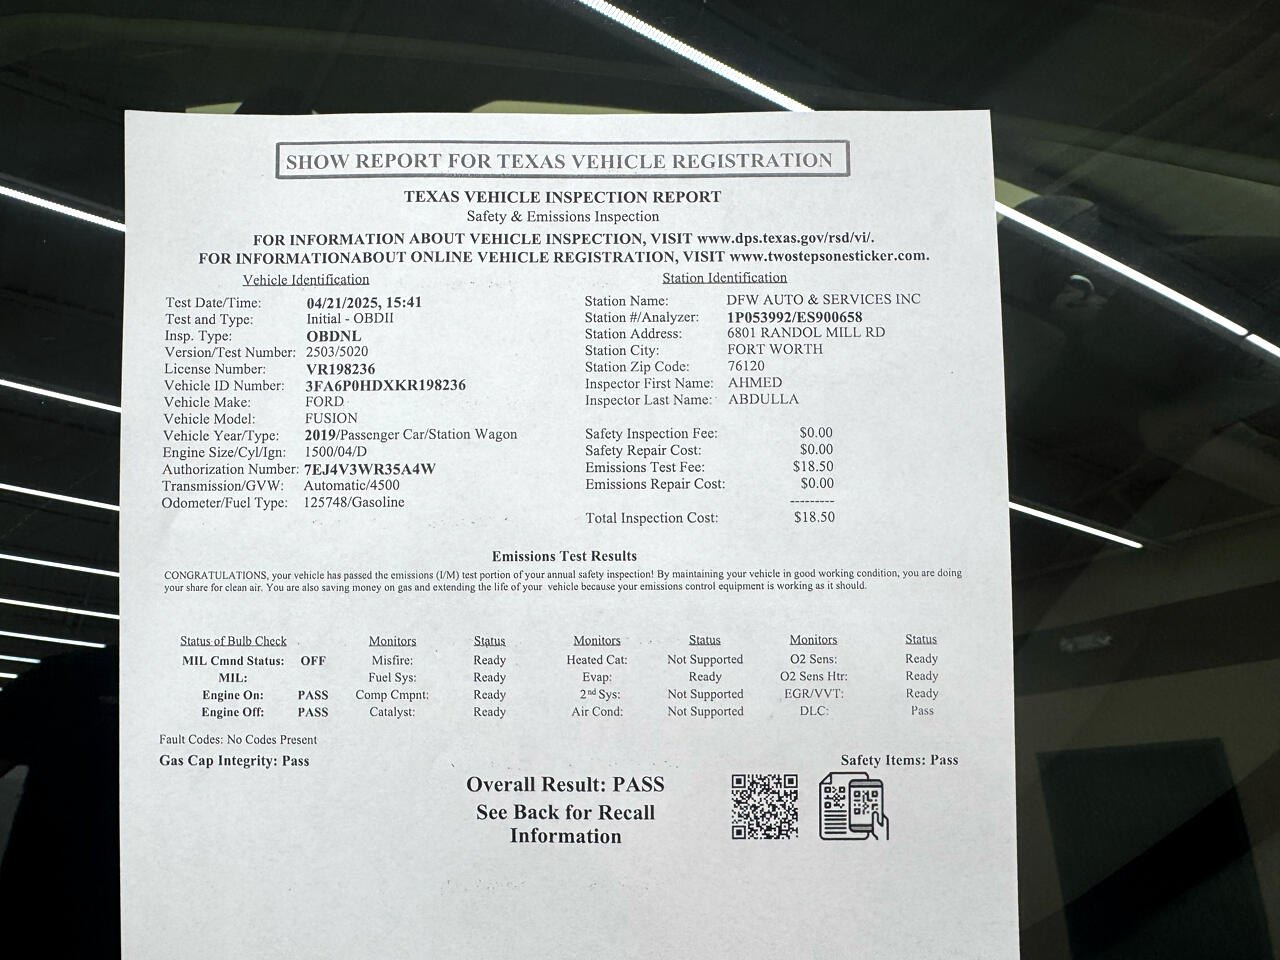 SHOW REPORT FOR TEXAS VEHICLE REGISTRATION
TEXAS VEHICLE INSPECTION REPORT
Safety & Emissions Inspection
FOR INFORMATION ABOUT VEHICLE INSPECTION, VISIT www.dps.texas.gov/rsd/vi/.
FOR INFORMATIONABOUT ONLINE VEHICLE REGISTRATION, VISIT www.twostepsonesticker.com.
Vehicle Identification
Test Date/Time: 04/21/2025, 15:41
Test and Type: Initial - OBDII
Insp. Type: OBDNL
Version/Test Number: 2503/5020
License Number: VR198236
Vehicle ID Number: 3FA6P0HDXKR198236
Vehicle Make: FORD
Vehicle Model: FUSION
Vehicle Year/Type: 2019/Passenger Car/Station Wagon
Engine Size/Cyl/Ign: 1500/04/D
Authorization Number: 7EJ4V3WR35A4W
Transmission/GVW: Automatic/4500
Odometer/Fuel Type: 125748/Gasoline
Station Identification
Station Name: DFW AUTO & SERVICES INC
Station #/Analyzer: 1P053992/ES900658
Station Address: 6801 RANDOL MILL RD
Station City: FORT WORTH
Station Zip Code: 76120
Inspector First Name: AHMED
Inspector Last Name: ABDULLA
Safety Inspection Fee: $0.00
Safety Repair Cost: $0.00
Emissions Test Fee: $18.50
Emissions Repair Cost: $0.00
---------
Total Inspection Cost: $18.50
Emissions Test Results
CONGRATULATIONS, your vehicle has passed the emissions (I/M) test portion of your annual safety inspection! By maintaining your vehicle in good working condition, you are doing
your share for clean air. You are also saving money on gas and extending the life of your vehicle because your emissions control equipment is working as it should.
Status of Bulb Check Monitors Status Monitors Status Monitors Status
MIL Cmnd Status: OFF Misfire: Ready Heated Cat: Not Supported O2 Sens: Ready
MIL: Fuel Sys: Ready Evap: Ready O2 Sens Htr: Ready
Engine On: PASS Comp Cmpnt: Ready 2nd Sys: Not Supported EGR/VVT: Ready
Engine Off: PASS Catalyst: Ready Air Cond: Not Supported DLC: Pass
Fault Codes: No Codes Present
Gas Cap Integrity: Pass Safety Items: Pass
Overall Result: PASS
See Back for Recall
Information